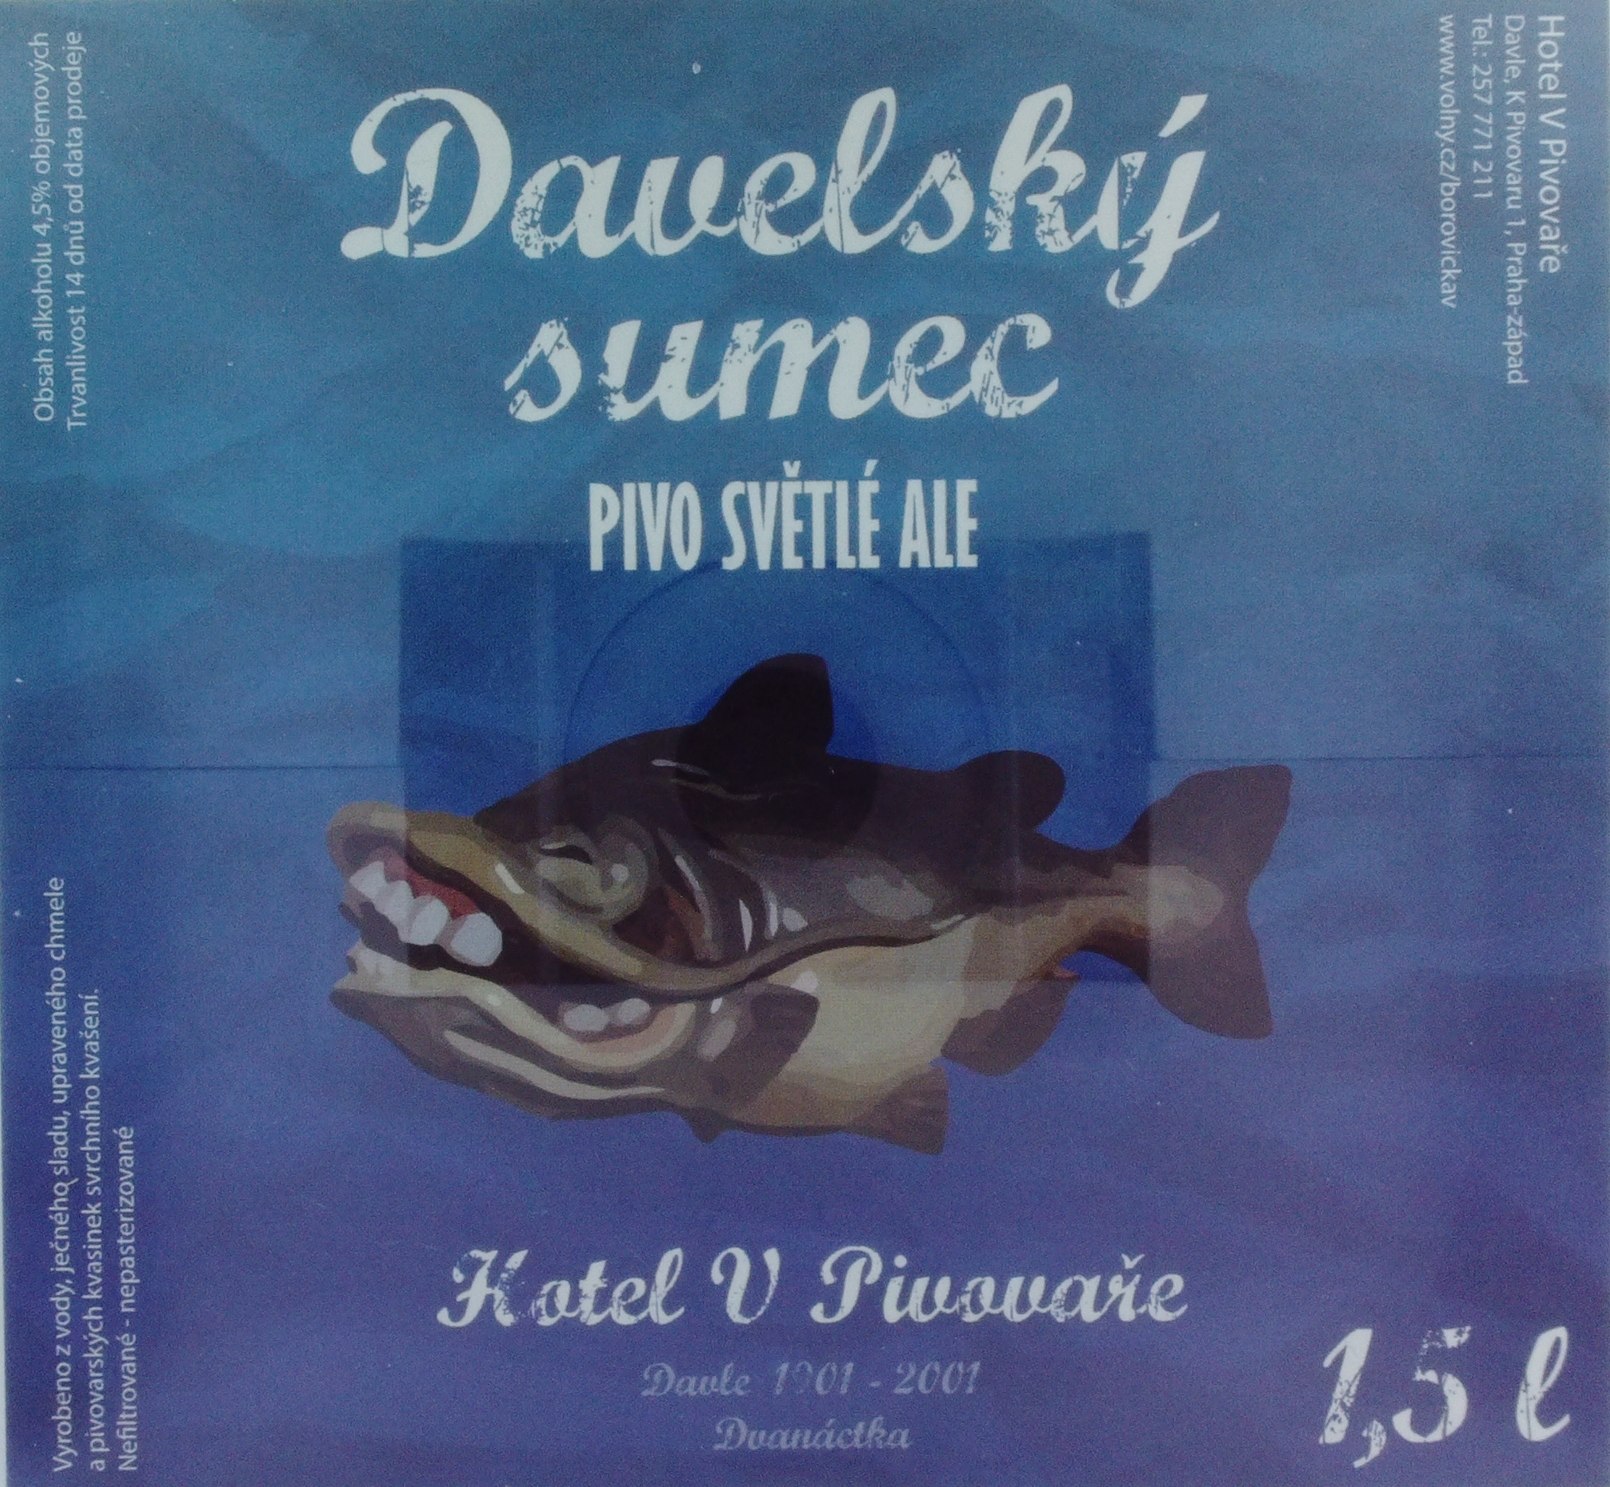 Davelský
sumec
PIVO SVĚTLÉ ALE
Hotel V Pivovaře
Davle 1901 - 2001
Dvanáctka
1,5 l
Obsah alkoholu 4,5% objemových
Trvanlivost 14 dnů od data prodeje
Vyrobeno z vody, ječného sladu, upraveného chmele
a pivovarských kvasinek svrchního kvašení.
Nefiltrované - nepasterizované
Hotel V Pivovaře
Davle, K Pivovaru 1, Praha-západ
Tel.: 257 771 211
www.volny.cz/borovickav